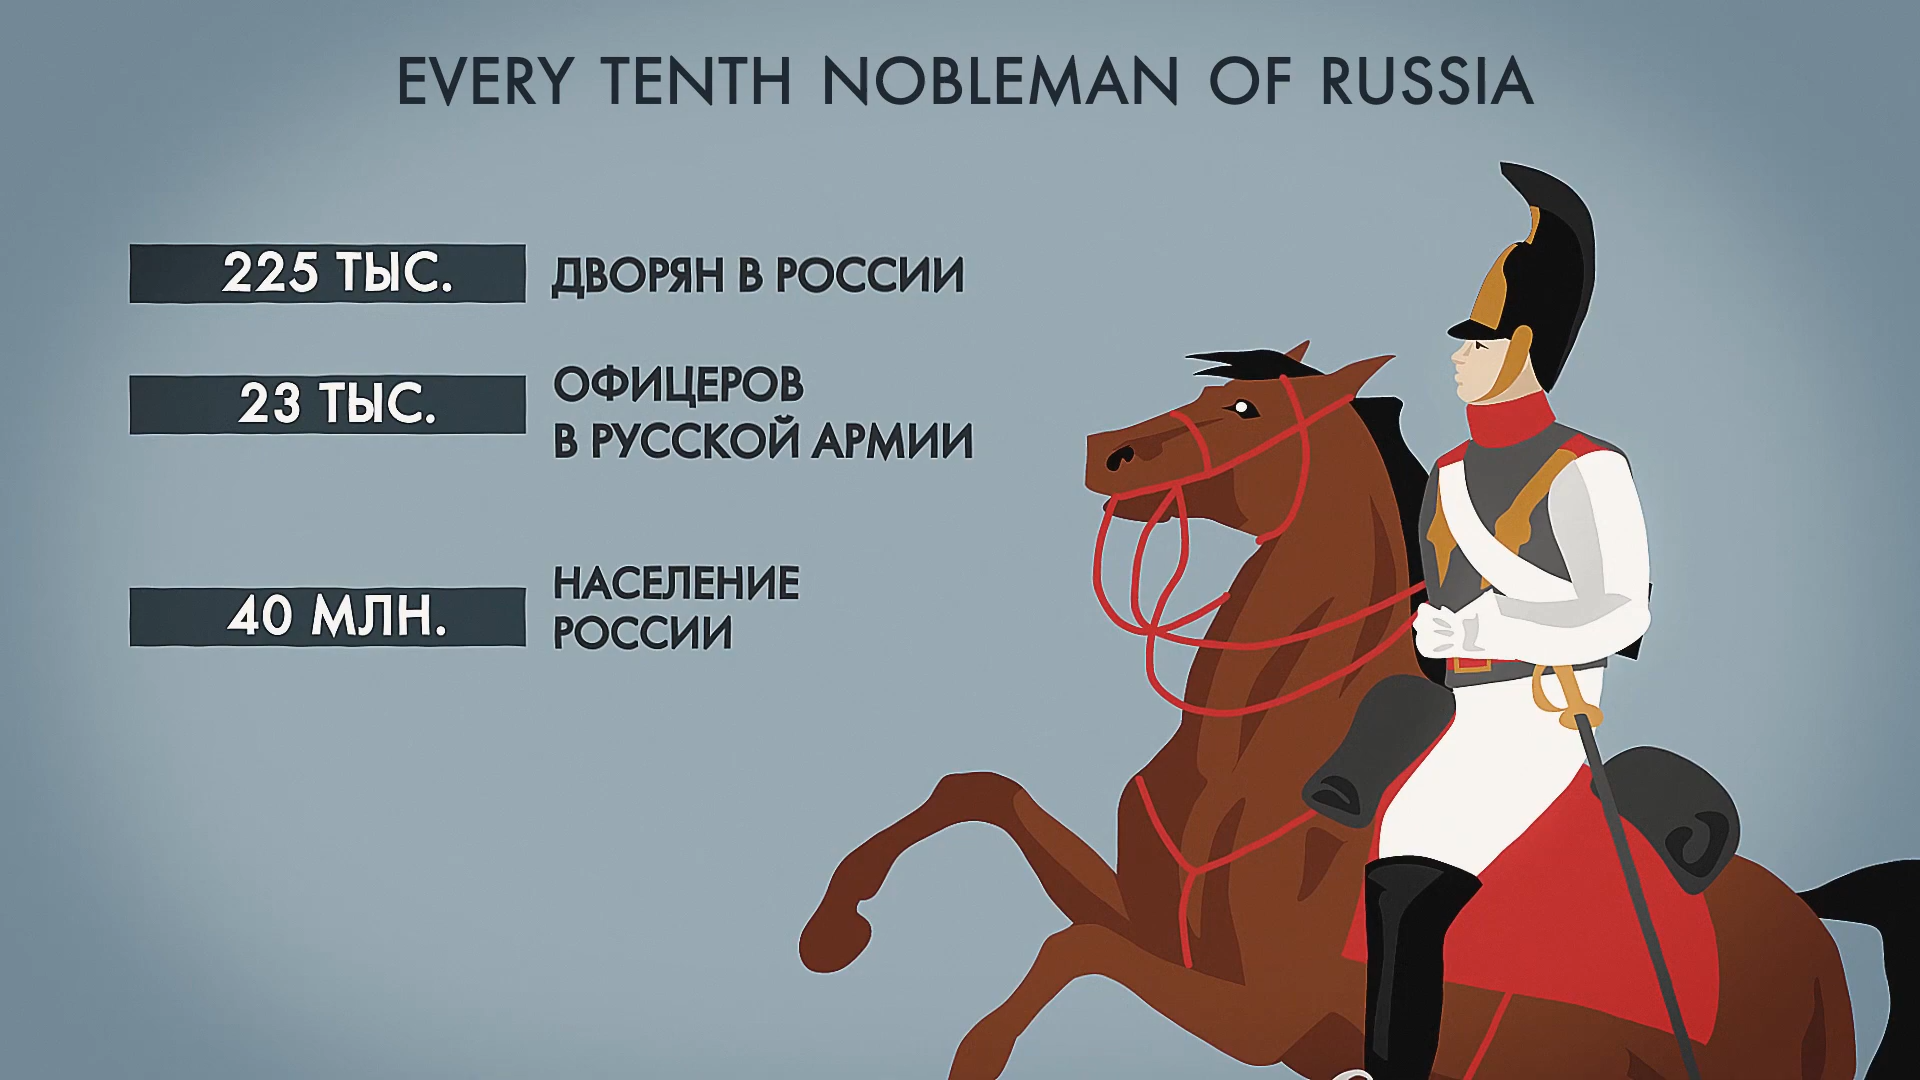 EVERY TENTH NOBLEMAN OF RUSSIA
225 ТЫС.
ДВОРЯН В РОССИИ
23 ТЫС.
ОФИЦЕРОВ
В РУССКОЙ АРМИИ
40 МЛН.
НАСЕЛЕНИЕ
РОССИИ